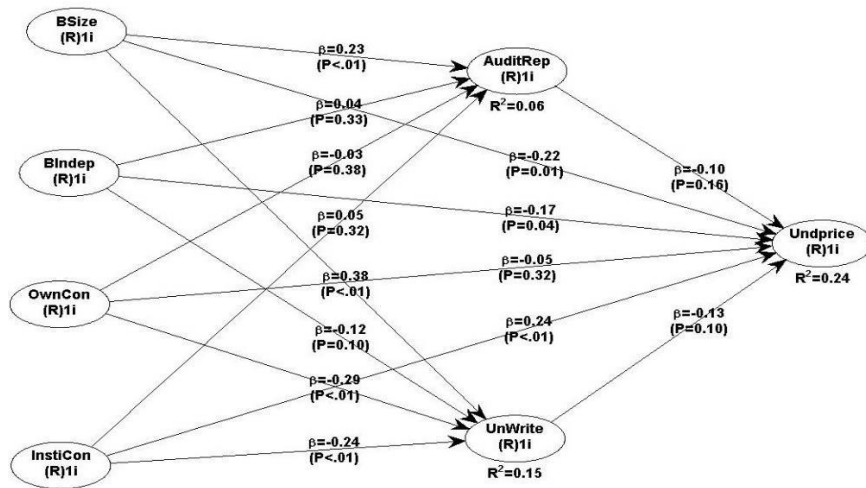 BSize
(R)1i
β=0.23
(P<.01)
AuditRep
(R)1i
R²=0.06
β=0.04
(P=0.33)
β=-0.03
(P=0.38)
BIndep
(R)1i
β=-0.22
(P=0.01)
β=-0.10
(P=0.16)
β=-0.17
(P=0.04)
β=0.05
(P=0.32)
Undprice
(R)1i
R²=0.24
β=0.38
(P<.01)
β=-0.05
(P=0.32)
OwnCon
(R)1i
β=-0.12
(P=0.10)
β=0.24
(P<.01)
β=-0.13
(P=0.10)
β=-0.29
(P<.01)
UnWrite
(R)1i
R²=0.15
β=-0.24
(P<.01)
InstiCon
(R)1i